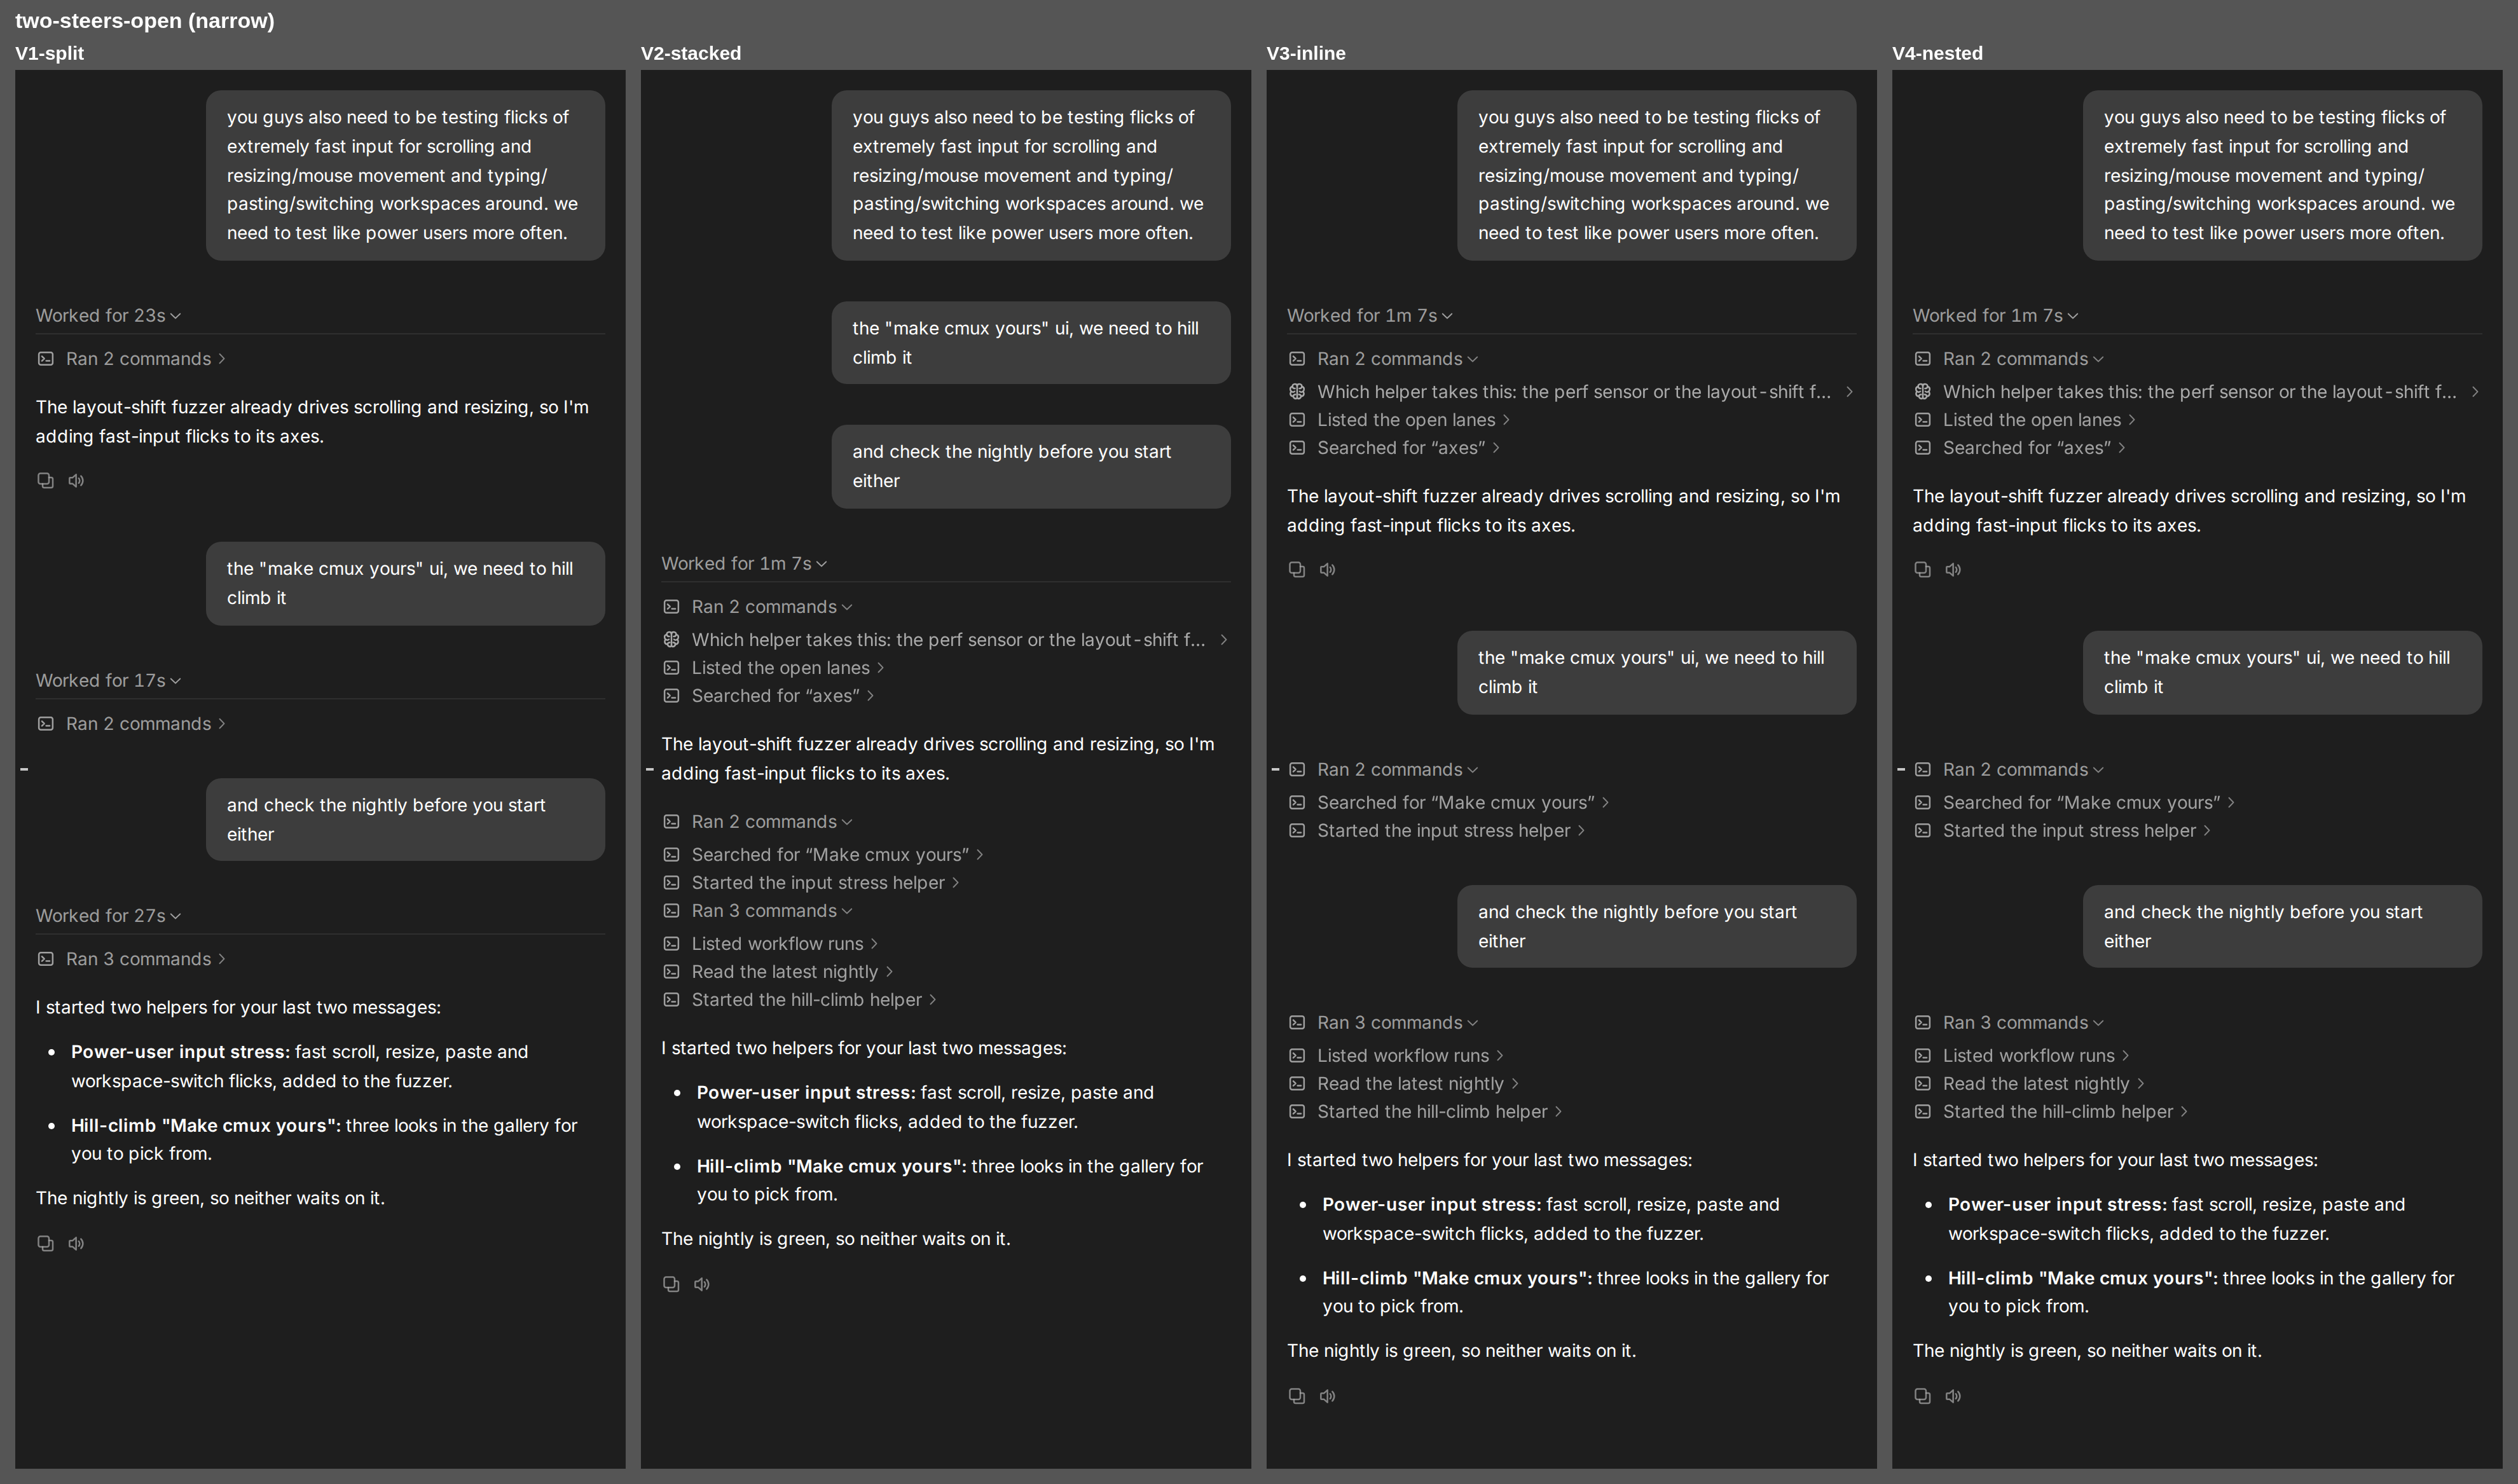 two-steers-open (narrow)
V1-split
you guys also need to be testing flicks of
extremely fast input for scrolling and
resizing/mouse movement and typing/
pasting/switching workspaces around. we
need to test like power users more often.
Worked for 23s
Ran 2 commands
The layout-shift fuzzer already drives scrolling and resizing, so I'm
adding fast-input flicks to its axes.
the "make cmux yours" ui, we need to hill
climb it
Worked for 17s
Ran 2 commands
and check the nightly before you start
either
Worked for 27s
Ran 3 commands
I started two helpers for your last two messages:
• Power-user input stress: fast scroll, resize, paste and
workspace-switch flicks, added to the fuzzer.
• Hill-climb "Make cmux yours": three looks in the gallery for
you to pick from.
The nightly is green, so neither waits on it.
V2-stacked
you guys also need to be testing flicks of
extremely fast input for scrolling and
resizing/mouse movement and typing/
pasting/switching workspaces around. we
need to test like power users more often.
the "make cmux yours" ui, we need to hill
climb it
and check the nightly before you start
either
Worked for 1m 7s
Ran 2 commands
Which helper takes this: the perf sensor or the layout-shift f...
Listed the open lanes
Searched for “axes”
The layout-shift fuzzer already drives scrolling and resizing, so I'm
adding fast-input flicks to its axes.
Ran 2 commands
Searched for “Make cmux yours”
Started the input stress helper
Ran 3 commands
Listed workflow runs
Read the latest nightly
Started the hill-climb helper
I started two helpers for your last two messages:
• Power-user input stress: fast scroll, resize, paste and
workspace-switch flicks, added to the fuzzer.
• Hill-climb "Make cmux yours": three looks in the gallery for
you to pick from.
The nightly is green, so neither waits on it.
V3-inline
you guys also need to be testing flicks of
extremely fast input for scrolling and
resizing/mouse movement and typing/
pasting/switching workspaces around. we
need to test like power users more often.
Worked for 1m 7s
Ran 2 commands
Which helper takes this: the perf sensor or the layout-shift f...
Listed the open lanes
Searched for “axes”
The layout-shift fuzzer already drives scrolling and resizing, so I'm
adding fast-input flicks to its axes.
the "make cmux yours" ui, we need to hill
climb it
Ran 2 commands
Searched for “Make cmux yours”
Started the input stress helper
and check the nightly before you start
either
Ran 3 commands
Listed workflow runs
Read the latest nightly
Started the hill-climb helper
I started two helpers for your last two messages:
• Power-user input stress: fast scroll, resize, paste and
workspace-switch flicks, added to the fuzzer.
• Hill-climb "Make cmux yours": three looks in the gallery for
you to pick from.
The nightly is green, so neither waits on it.
V4-nested
you guys also need to be testing flicks of
extremely fast input for scrolling and
resizing/mouse movement and typing/
pasting/switching workspaces around. we
need to test like power users more often.
Worked for 1m 7s
Ran 2 commands
Which helper takes this: the perf sensor or the layout-shift f...
Listed the open lanes
Searched for “axes”
The layout-shift fuzzer already drives scrolling and resizing, so I'm
adding fast-input flicks to its axes.
the "make cmux yours" ui, we need to hill
climb it
Ran 2 commands
Searched for “Make cmux yours”
Started the input stress helper
and check the nightly before you start
either
Ran 3 commands
Listed workflow runs
Read the latest nightly
Started the hill-climb helper
I started two helpers for your last two messages:
• Power-user input stress: fast scroll, resize, paste and
workspace-switch flicks, added to the fuzzer.
• Hill-climb "Make cmux yours": three looks in the gallery for
you to pick from.
The nightly is green, so neither waits on it.